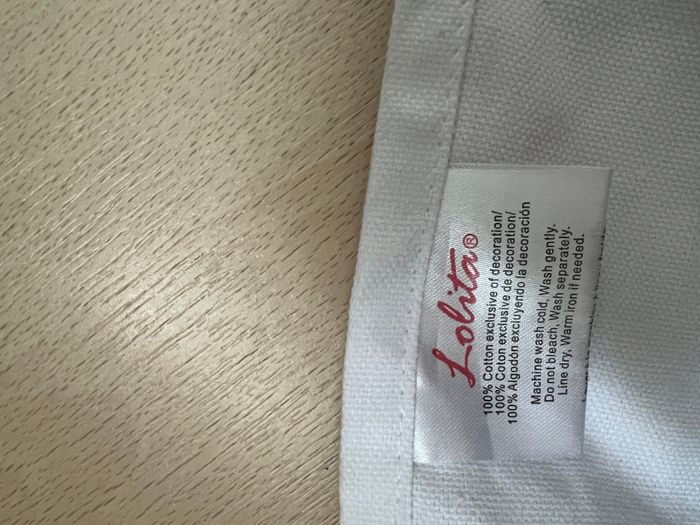 Lolita®
100% Cotton exclusive of decoration/
100% Coton exclusive de decoration/
100% Algodón excluyendo la decoración
Machine wash cold, Wash gently.
Do not bleach, Wash separately.
Line dry, Warm iron if needed.